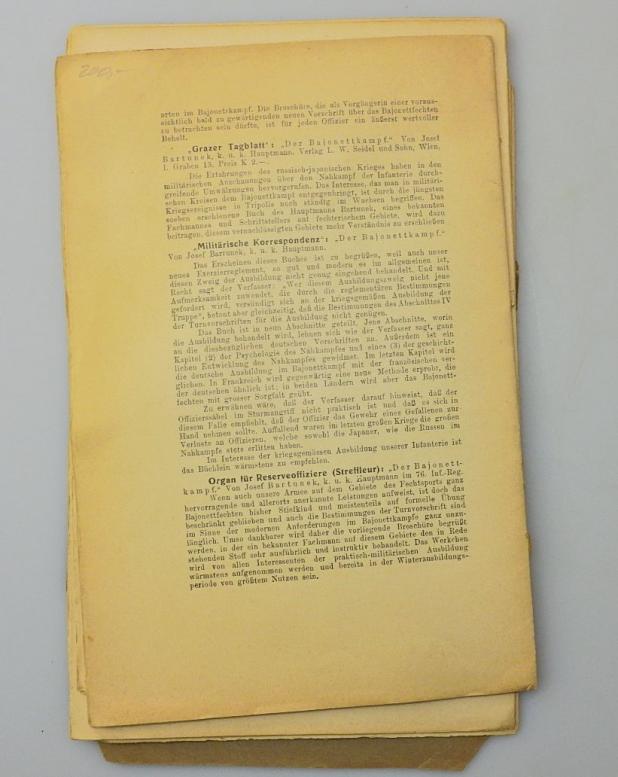 200,-
arten im Bajonettkampf. Die Broschüre, die als Vorgängerin einer voraus-
sichtlich bald zu gewärtigenden neuen Vorschrift über das Bajonettfechten
zu betrachten sein dürfte, ist für jeden Offizier ein äußerst wertvoller
Behelf.
„Grazer Tagblatt“: „Der Bajonettkampf.“ Von Josef
Bartunek, k. u. k. Hauptmann. Verlag L. W. Seidel und Sohn, Wien,
I. Graben 13. Preis K 2.—.
Die Erfahrungen des russisch-japanischen Krieges haben in den
militärischen Anschauungen über den Nahkampf der Infanterie durch-
greifende Umwälzungen hervorgerufen. Das Interesse, das man in militäri-
schen Kreisen dem Bajonettkampf entgegenbringt, ist durch die jüngsten
Kriegsereignisse in Tripolis noch ständig im Wachsen begriffen. Das
soeben erschienene Buch des Hauptmanns Bartunek, eines bekannten
Fachmannes und Schriftstellers auf fechterischem Gebiete, wird dazu
beitragen, diesem vernachlässigten Gebiete mehr Verständnis zu erschließen
„Militärische Korrespondenz“: „Der Bajonettkampf.“
Von Josef Bartunek, k. u. k. Hauptmann.
Das Erscheinen dieses Buches ist zu begrüßen, weil auch unser
neues Exerzierreglement, so gut und modern es im allgemeinen ist,
diesen Zweig der Ausbildung nicht genug eingehend behandelt. Und mit
Recht sagt der Verfasser: „Wer diesem Ausbildungszweig nicht jene
Aufmerksamkeit zuwendet, die durch die reglementären Bestimmungen
gefordert wird, versündigt sich an der kriegsgemäßen Ausbildung der
Truppe“, betont aber gleichzeitig, daß die Bestimmungen des Abschnittes IV
der Turnvorschriften für die Ausbildung nicht genügen.
Das Buch ist in neun Abschnitte geteilt. Jene Abschnitte, worin
die Ausbildung behandelt wird, lehnen sich wie der Verfasser sagt, ganz
an die diesbezüglichen deutschen Vorschriften an. Außerdem ist ein
Kapitel (2) der Psychologie des Nahkampfes und eines (3) der geschicht-
lichen Entwicklung des Nahkampfes gewidmet. Im letzten Kapitel wird
die deutsche Ausbildung im Bajonettkampf mit der französischen ver-
glichen. In Frankreich wird gegenwärtig eine neue Methode erprobt, die
der deutschen ähnlich ist; in beiden Ländern wird aber das Bajonett-
fechten mit grosser Sorgfalt geübt.
Zu erwähnen wäre, daß der Verfasser darauf hinweist, daß der
Offizierssäbel im Sturmangriff nicht praktisch ist und daß es sich in
diesem Falle empfiehlt, daß der Offizier das Gewehr eines Gefallenen zur
Hand nehmen sollte. Auffallend waren im letzten großen Kriege die großen
Verluste an Offizieren, welche sowohl die Japaner, wie die Russen im
Nahkampfe stets erlitten haben.
Im Interesse der kriegsgemässen Ausbildung unserer Infanterie ist
das Büchlein wärmstens zu empfehlen.
Organ für Reserveoffiziere (Streffleur): „Der Bajonett-
kampf.“ Von Josef Bartunek, k. u. k. Hauptmann im 76. Inf.-Reg.
Wenn auch unsere Armee auf dem Gebiete des Fechtsports ganz
hervorragende und allerorts anerkannte Leistungen aufweist, ist doch das
Bajonettfechten bisher Stiefkind und meistenteils auf formelle Übung
beschränkt geblieben und auch die Bestimmungen der Turnvorschrift sind
im Sinne der modernen Anforderungen im Bajonettkampfe ganz unzu-
länglich. Umso dankbarer wird daher die vorliegende Broschüre begrüßt
werden, in der ein bekannter Fachmann auf diesem Gebiete den in Rede
stehenden Stoff sehr ausführlich und instruktiv behandelt. Das Werkchen
wird von allen Interessenten der praktisch-militärischen Ausbildung
wärmstens aufgenommen werden und bereits in der Winterausbildungs-
periode von größtem Nutzen sein.